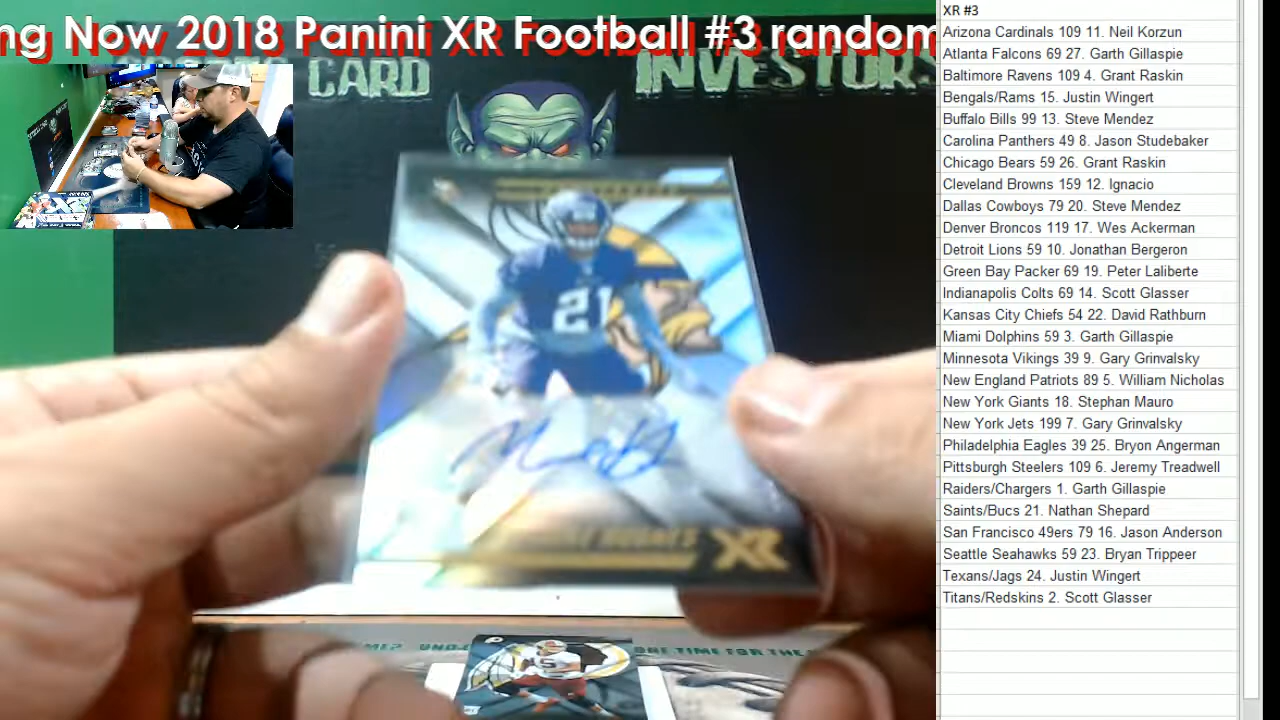 ng Now 2018 Panini XR Football #3 random
CARD INVESTORS
21
XR
XR #3
Arizona Cardinals 109 11. Neil Korzun
Atlanta Falcons 69 27. Garth Gillaspie
Baltimore Ravens 109 4. Grant Raskin
Bengals/Rams 15. Justin Wingert
Buffalo Bills 99 13. Steve Mendez
Carolina Panthers 49 8. Jason Studebaker
Chicago Bears 59 26. Grant Raskin
Cleveland Browns 159 12. Ignacio
Dallas Cowboys 79 20. Steve Mendez
Denver Broncos 119 17. Wes Ackerman
Detroit Lions 59 10. Jonathan Bergeron
Green Bay Packer 69 19. Peter Laliberte
Indianapolis Colts 69 14. Scott Glasser
Kansas City Chiefs 54 22. David Rathburn
Miami Dolphins 59 3. Garth Gillaspie
Minnesota Vikings 39 9. Gary Grinvalsky
New England Patriots 89 5. William Nicholas
New York Giants 18. Stephan Mauro
New York Jets 199 7. Gary Grinvalsky
Philadelphia Eagles 39 25. Bryon Angerman
Pittsburgh Steelers 109 6. Jeremy Treadwell
Raiders/Chargers 1. Garth Gillaspie
Saints/Bucs 21. Nathan Shepard
San Francisco 49ers 79 16. Jason Anderson
Seattle Seahawks 59 23. Bryan Trippeer
Texans/Jags 24. Justin Wingert
Titans/Redskins 2. Scott Glasser